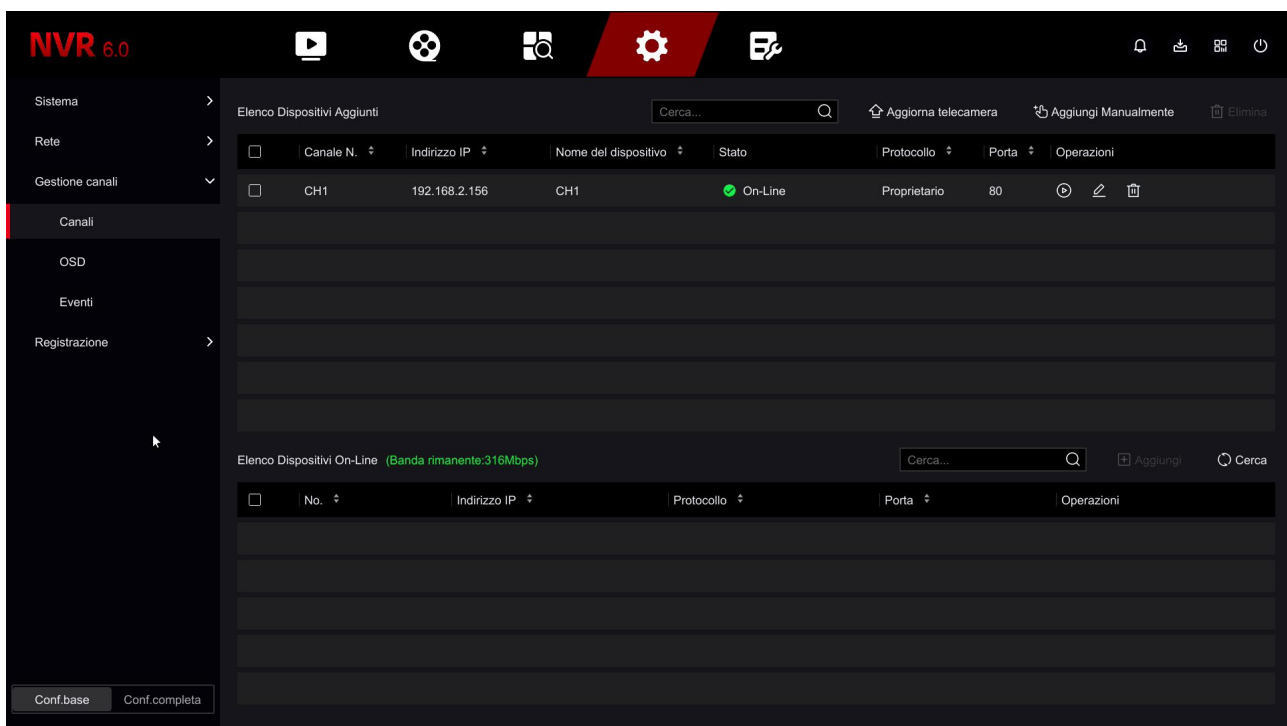 NVR 6.0
Sistema
Rete
Gestione canali
Canali
OSD
Eventi
Registrazione
Conf.base Conf.completa
Elenco Dispositivi Aggiunti Cerca... Aggiorna telecamera Aggiungi Manualmente Elimina
Canale N. Indirizzo IP Nome del dispositivo Stato Protocollo Porta Operazioni
CH1 192.168.2.156 CH1 On-Line Proprietario 80
Elenco Dispositivi On-Line (Banda rimanente:316Mbps) Cerca... Aggiungi Cerca
No. Indirizzo IP Protocollo Porta Operazioni